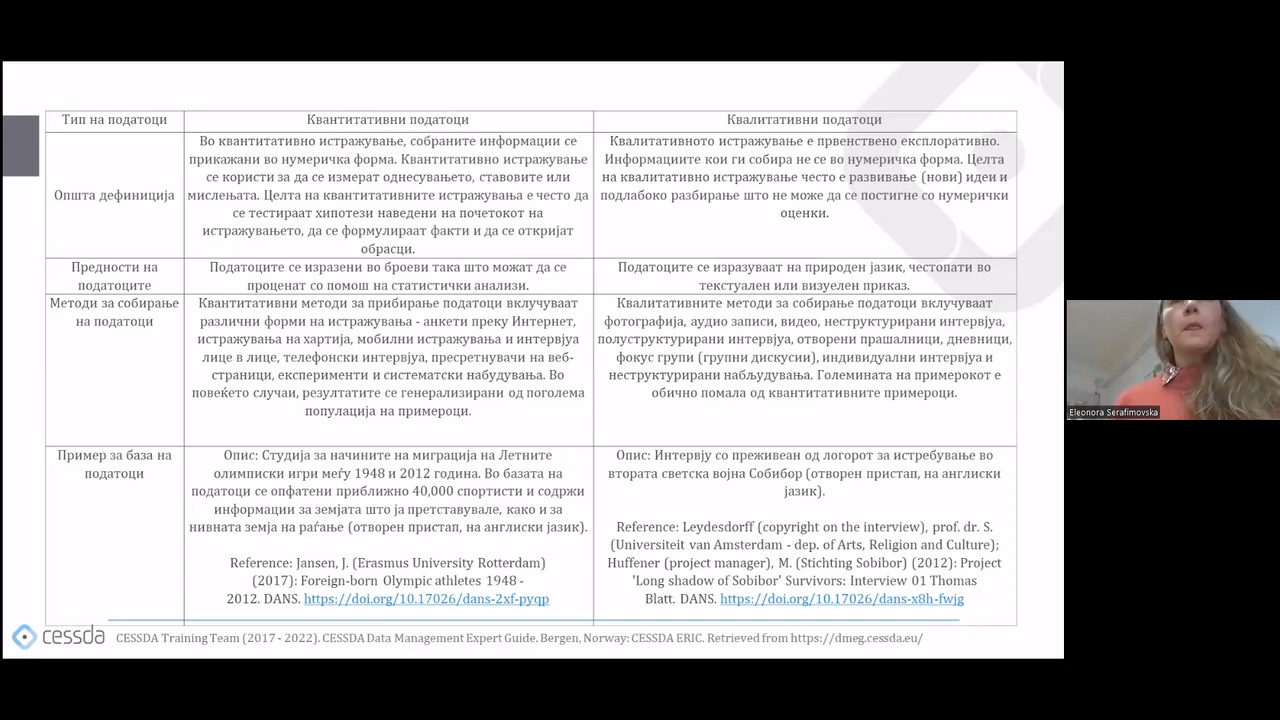 Тип на податоци
Квантитативни податоци
Квалитативни податоци
Општа дефиниција
Во квантитативно истражување, собраните информации се
прикажани во нумеричка форма. Квантитативно истражување
се користи за да се измерат однесувањето, ставовите или
мислењата. Целта на квантитативните истражувања е често да
се тестираат хипотези наведени на почетокот на
истражувањето, да се формулираат факти и да се откријат
обрасци.
Квалитативното истражување е првенствено експлоративно.
Информациите кои ги собира не се во нумеричка форма. Целта
на квалитативно истражување често е развивање (нови) идеи и
подлабоко разбирање што не може да се постигне со нумерички
оценки.
Предности на
податоците
Податоците се изразени во броеви така што можат да се
проценат со помош на статистички анализи.
Податоците се изразуваат на природен јазик, честопати во
текстуален или визуелен приказ.
Методи за собирање
на податоци
Квантитативни методи за прибирање податоци вклучуваат
различни форми на истражувања - анкети преку Интернет,
истражувања на хартија, мобилни истражувања и интервјуа
лице в лице, телефонски интервјуа, пресретнувачи на веб-
страници, експерименти и систематски набудувања. Во
повеќето случаи, резултатите се генерализирани од поголема
популација на примероци.
Квалитативните методи за собирање податоци вклучуваат
фотографија, аудио записи, видео, неструктурирани интервјуа,
полуструктурирани интервјуа, отворени прашалници, дневници,
фокус групи (групни дискусии), индивидуални интервјуа и
неструктурирани набљудувања. Големината на примерокот е
обично помала од квантитативните примероци.
Пример за база на
податоци
Опис: Студија за начините на миграција на Летните
олимписки игри меѓу 1948 и 2012 година. Во базата на
податоци се опфатени приближно 40,000 спортисти и содржи
информации за земјата што ја претставувале, како и за
нивната земја на раѓање (отворен пристап, на англиски јазик).
Reference: Jansen, J. (Erasmus University Rotterdam)
(2017): Foreign-born Olympic athletes 1948 -
2012. DANS. https://doi.org/10.17026/dans-2xf-pyqp
Опис: Интервју со преживеан од логорот за истребување во
втората светска војна Собибор (отворен пристап, на англиски
јазик).
Reference: Leydesdorff (copyright on the interview), prof. dr. S.
(Universiteit van Amsterdam - dep. of Arts, Religion and Culture);
Huffener (project manager), M. (Stichting Sobibor) (2012): Project
'Long shadow of Sobibor' Survivors: Interview 01 Thomas
Blatt. DANS. https://doi.org/10.17026/dans-x8h-fwjg
cessda
CESSDA Training Team (2017 - 2022). CESSDA Data Management Expert Guide. Bergen, Norway: CESSDA ERIC. Retrieved from https://dmeg.cessda.eu/
Eleonora Serafimovska